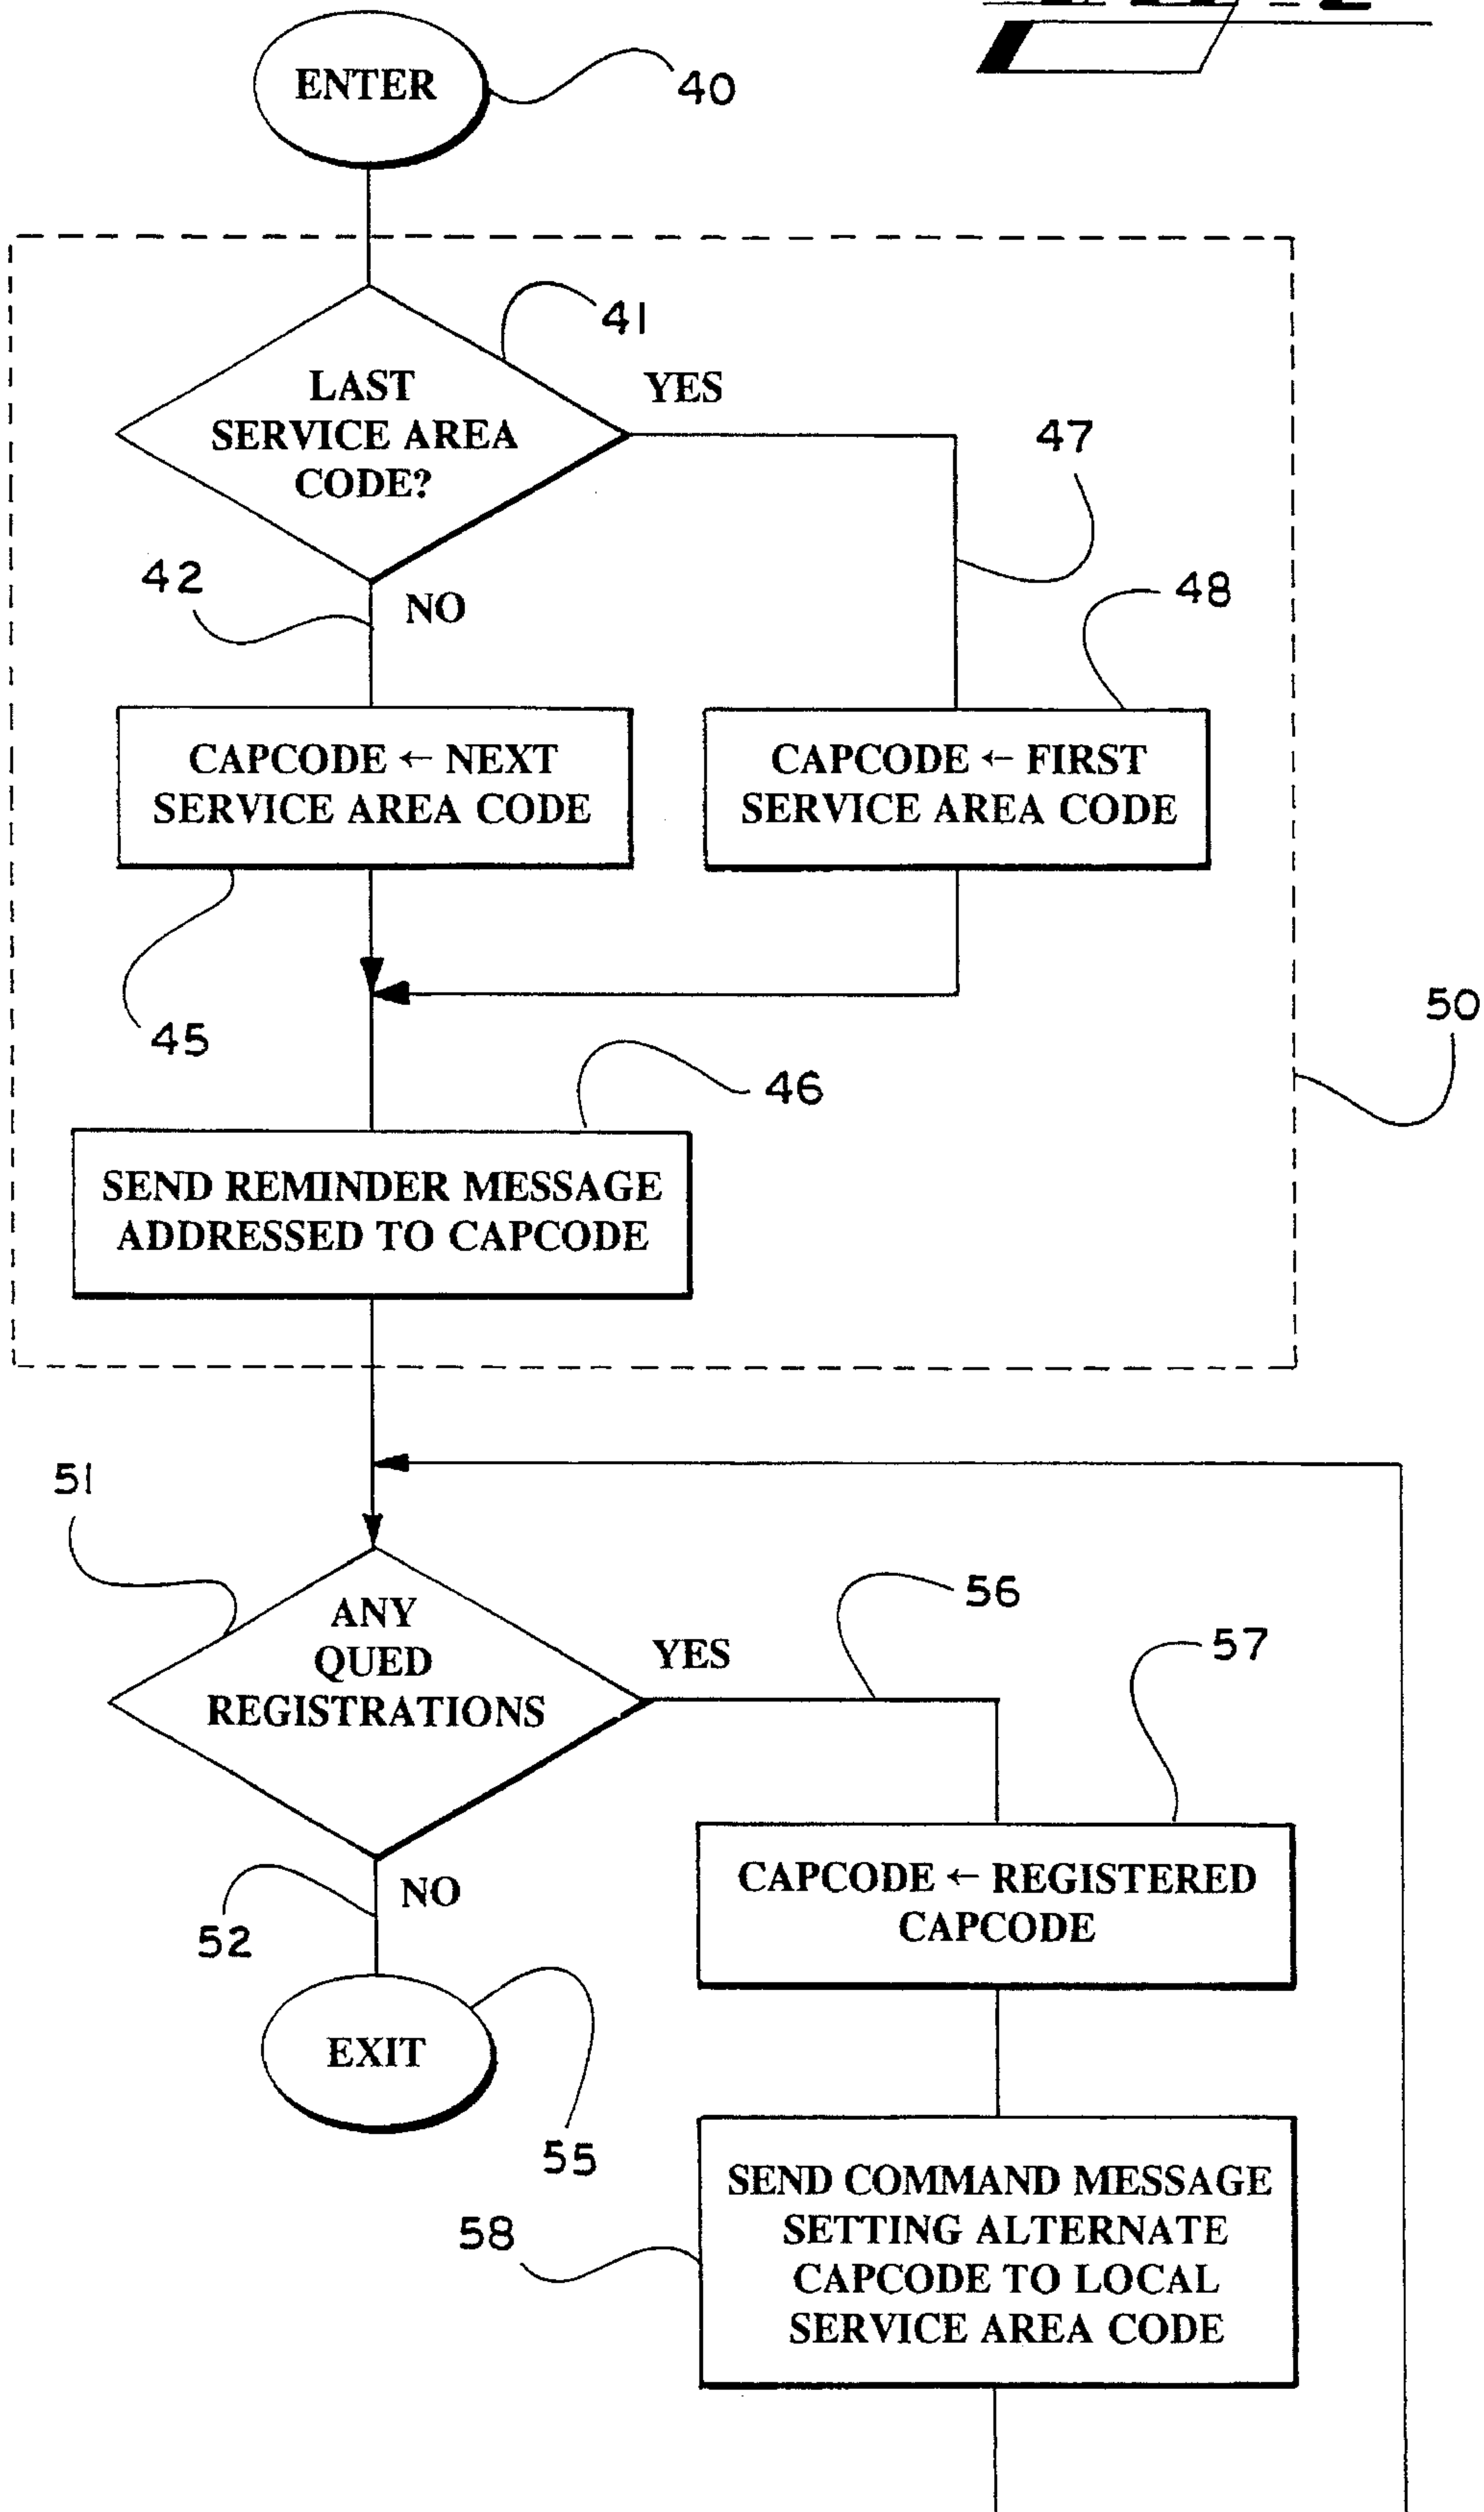 ENTER
40
41
LAST
SERVICE AREA
CODE?
YES
47
42
NO
48
CAPCODE ← NEXT
SERVICE AREA CODE
CAPCODE ← FIRST
SERVICE AREA CODE
45
50
46
SEND REMINDER MESSAGE
ADDRESSED TO CAPCODE
51
ANY
QUED
REGISTRATIONS
YES
56
57
52
NO
CAPCODE ← REGISTERED
CAPCODE
EXIT
55
58
SEND COMMAND MESSAGE
SETTING ALTERNATE
CAPCODE TO LOCAL
SERVICE AREA CODE